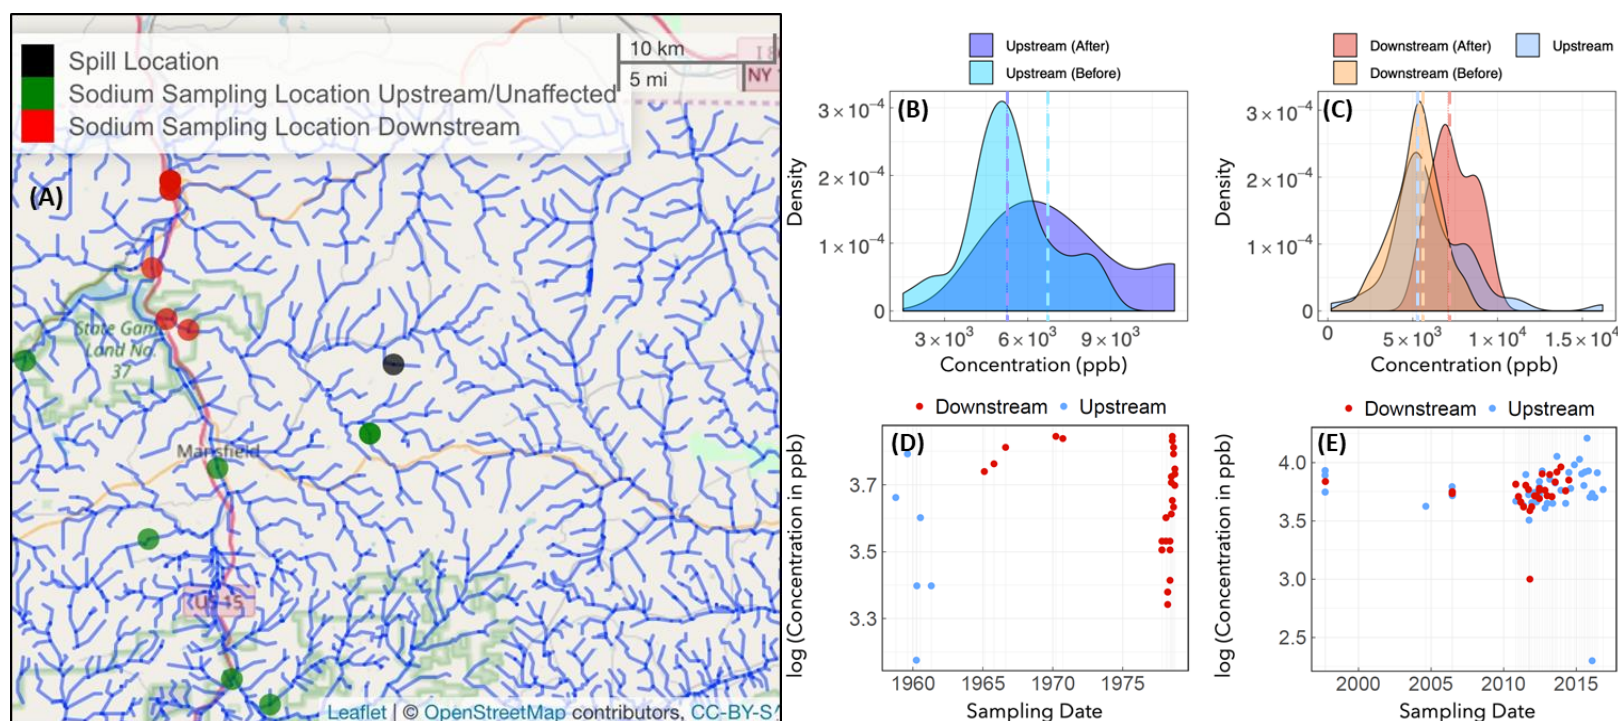 Spill Location
Sodium Sampling Location Upstream/Unaffected
Sodium Sampling Location Downstream
10 km
5 mi
NY
(A)
State Gam
Land No.
37
Mansfield
US 15
Leaflet | © OpenStreetMap contributors, CC-BY-SA
Upstream (After)
Upstream (Before)
(B)
Density
3 × 10⁻⁴
2 × 10⁻⁴
1 × 10⁻⁴
0
3 × 10³ 6 × 10³ 9 × 10³
Concentration (ppb)
Downstream (After) Upstream
Downstream (Before)
(C)
Density
3 × 10⁻⁴
2 × 10⁻⁴
1 × 10⁻⁴
0
0 5 × 10³ 1 × 10⁴ 1.5 × 10⁴
Concentration (ppb)
Downstream Upstream
(D)
log (Concentration in ppb)
3.7
3.5
3.3
1960 1965 1970 1975
Sampling Date
Downstream Upstream
(E)
log (Concentration in ppb)
4.0
3.5
3.0
2.5
2000 2005 2010 2015
Sampling Date